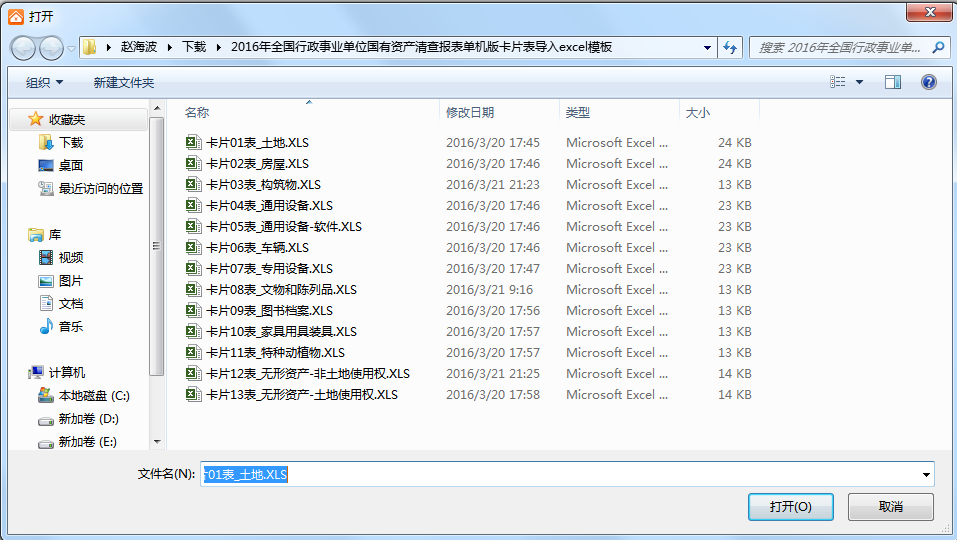 打开
赵海波 下载 2016年全国行政事业单位国有资产清查报表单机版卡片表导入excel模板
搜索 2016年全国行政事业单...
组织 新建文件夹
收藏夹
下载
桌面
最近访问的位置
库
视频
图片
文档
音乐
计算机
本地磁盘 (C:)
新加卷 (D:)
新加卷 (E:)
名称 修改日期 类型 大小
卡片01表_土地.XLS 2016/3/20 17:45 Microsoft Excel ... 24 KB
卡片02表_房屋.XLS 2016/3/20 17:46 Microsoft Excel ... 24 KB
卡片03表_构筑物.XLS 2016/3/21 21:23 Microsoft Excel ... 13 KB
卡片04表_通用设备.XLS 2016/3/20 17:46 Microsoft Excel ... 23 KB
卡片05表_通用设备-软件.XLS 2016/3/20 17:46 Microsoft Excel ... 23 KB
卡片06表_车辆.XLS 2016/3/20 17:46 Microsoft Excel ... 23 KB
卡片07表_专用设备.XLS 2016/3/20 17:47 Microsoft Excel ... 23 KB
卡片08表_文物和陈列品.XLS 2016/3/21 9:16 Microsoft Excel ... 13 KB
卡片09表_图书档案.XLS 2016/3/20 17:56 Microsoft Excel ... 13 KB
卡片10表_家具用具装具.XLS 2016/3/20 17:57 Microsoft Excel ... 13 KB
卡片11表_特种动植物.XLS 2016/3/20 17:57 Microsoft Excel ... 13 KB
卡片12表_无形资产-非土地使用权.XLS 2016/3/21 21:25 Microsoft Excel ... 14 KB
卡片13表_无形资产-土地使用权.XLS 2016/3/20 17:58 Microsoft Excel ... 14 KB
文件名(N): 01表_土地.XLS
打开(O) 取消